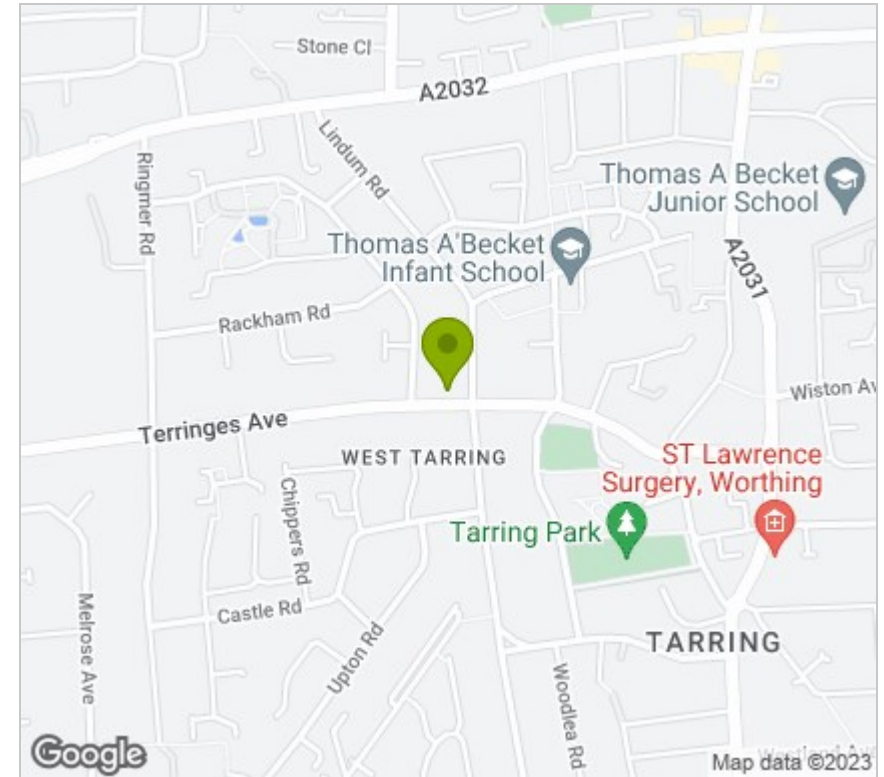 Stone Cl
A2032
Lindum Rd
Ringmer Rd
Thomas A Becket
Junior School
Thomas A'Becket
Infant School
A2031
Rackham Rd
Wiston Av
Terringes Ave
WEST TARRING
ST Lawrence
Surgery, Worthing
Chippers Rd
Tarring Park
Melrose Ave
Castle Rd
Upton Rd
TARRING
Woodlea Rd
Google
Map data ©2023